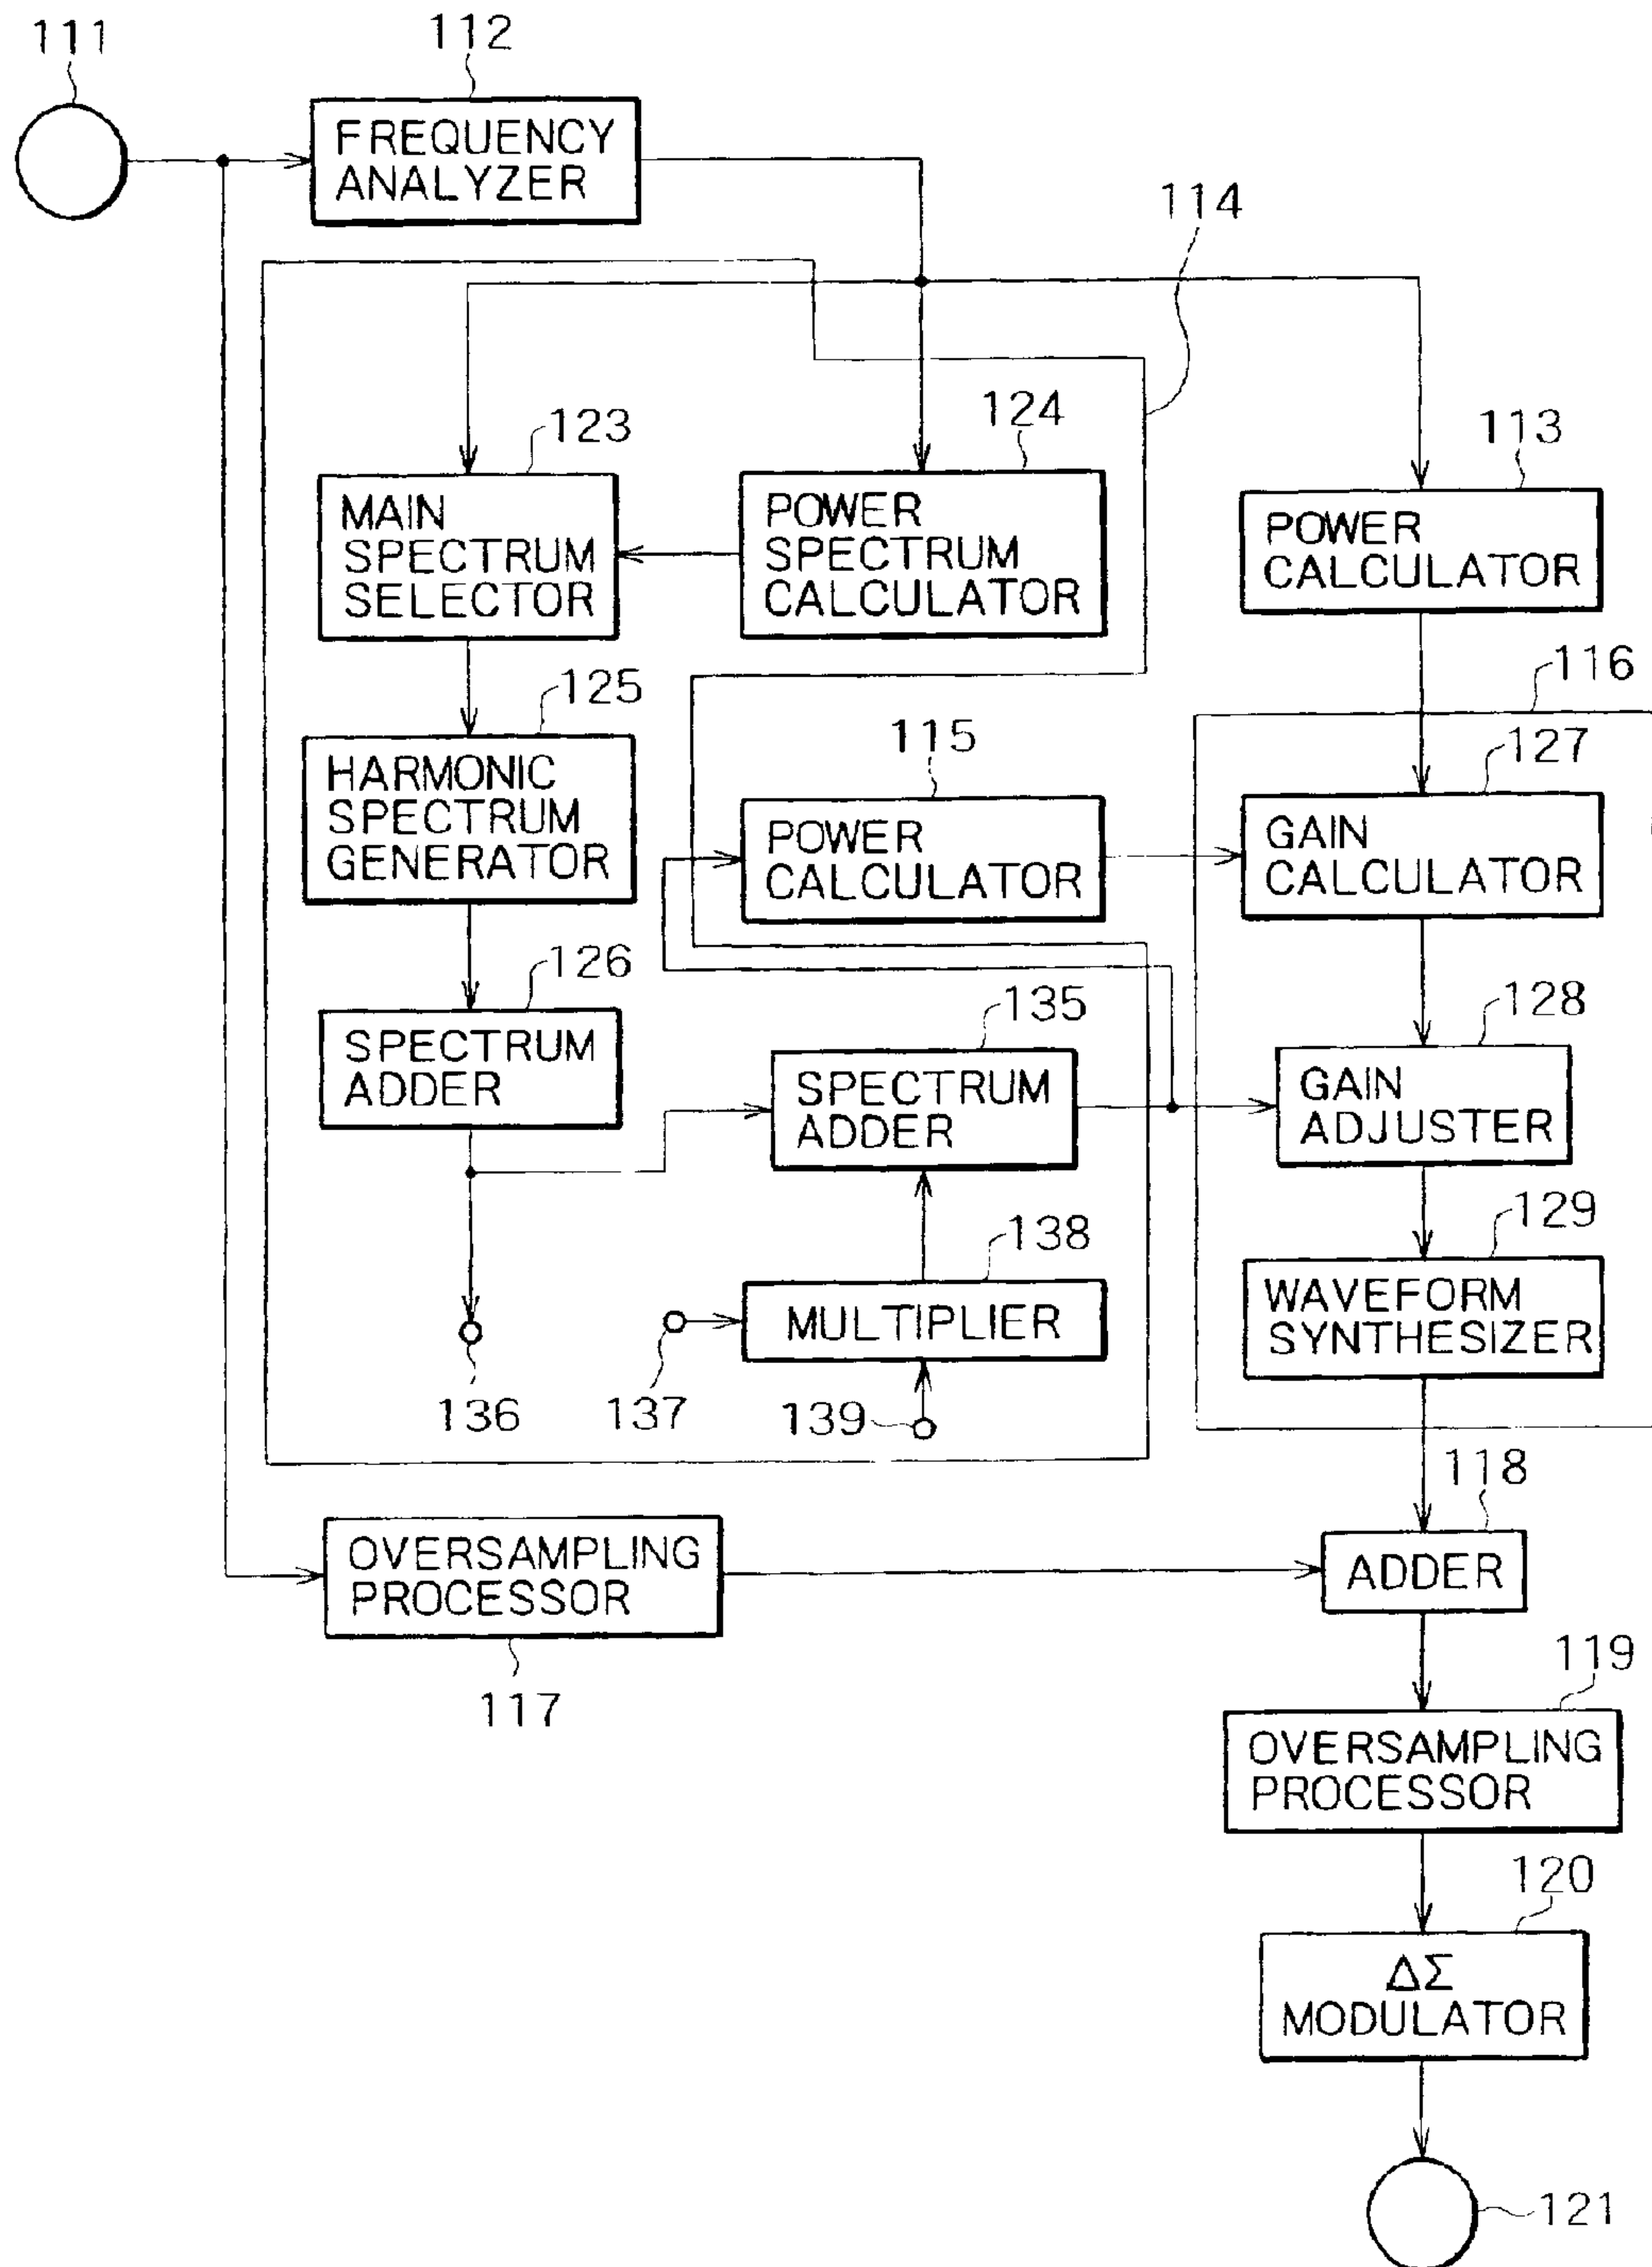 111
112
FREQUENCY
ANALYZER
114
123
124
113
MAIN
SPECTRUM
SELECTOR
POWER
SPECTRUM
CALCULATOR
POWER
CALCULATOR
116
125
115
127
HARMONIC
SPECTRUM
GENERATOR
POWER
CALCULATOR
GAIN
CALCULATOR
126
135
128
SPECTRUM
ADDER
SPECTRUM
ADDER
GAIN
ADJUSTER
138
129
MULTIPLIER
WAVEFORM
SYNTHESIZER
136
137
139
118
OVERSAMPLING
PROCESSOR
ADDER
117
119
OVERSAMPLING
PROCESSOR
120
ΔΣ
MODULATOR
121